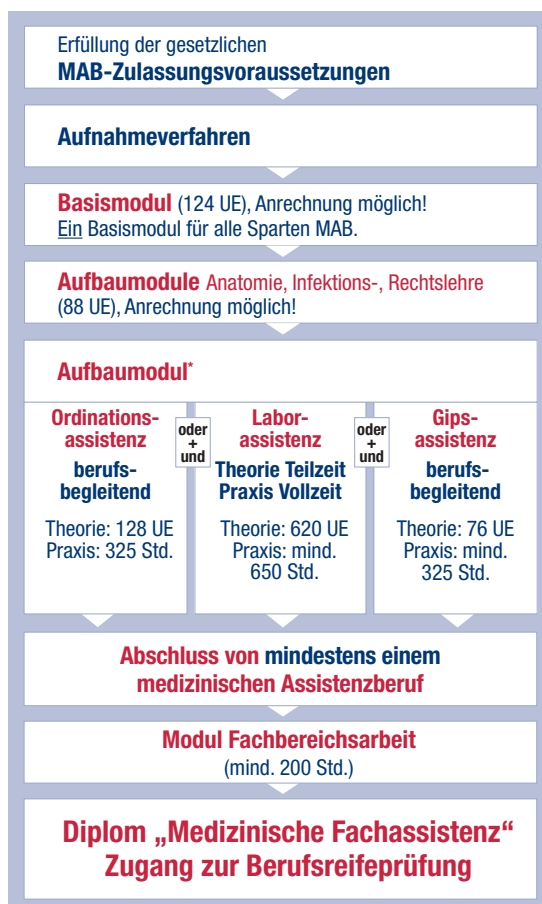 Erfüllung der gesetzlichen
MAB-Zulassungsvoraussetzungen
Aufnahmeverfahren
Basismodul (124 UE), Anrechnung möglich!
Ein Basismodul für alle Sparten MAB.
Aufbaumodule Anatomie, Infektions-, Rechtslehre
(88 UE), Anrechnung möglich!
Aufbaumodul*
Ordinations-
assistenz
berufs-
begleitend
Theorie: 128 UE
Praxis: 325 Std.
oder
+
und
Labor-
assistenz
Theorie Teilzeit
Praxis Vollzeit
Theorie: 620 UE
Praxis: mind.
650 Std.
oder
+
und
Gips-
assistenz
berufs-
begleitend
Theorie: 76 UE
Praxis: mind.
325 Std.
Abschluss von mindestens einem
medizinischen Assistenzberuf
Modul Fachbereichsarbeit
(mind. 200 Std.)
Diplom „Medizinische Fachassistenz“
Zugang zur Berufsreifeprüfung